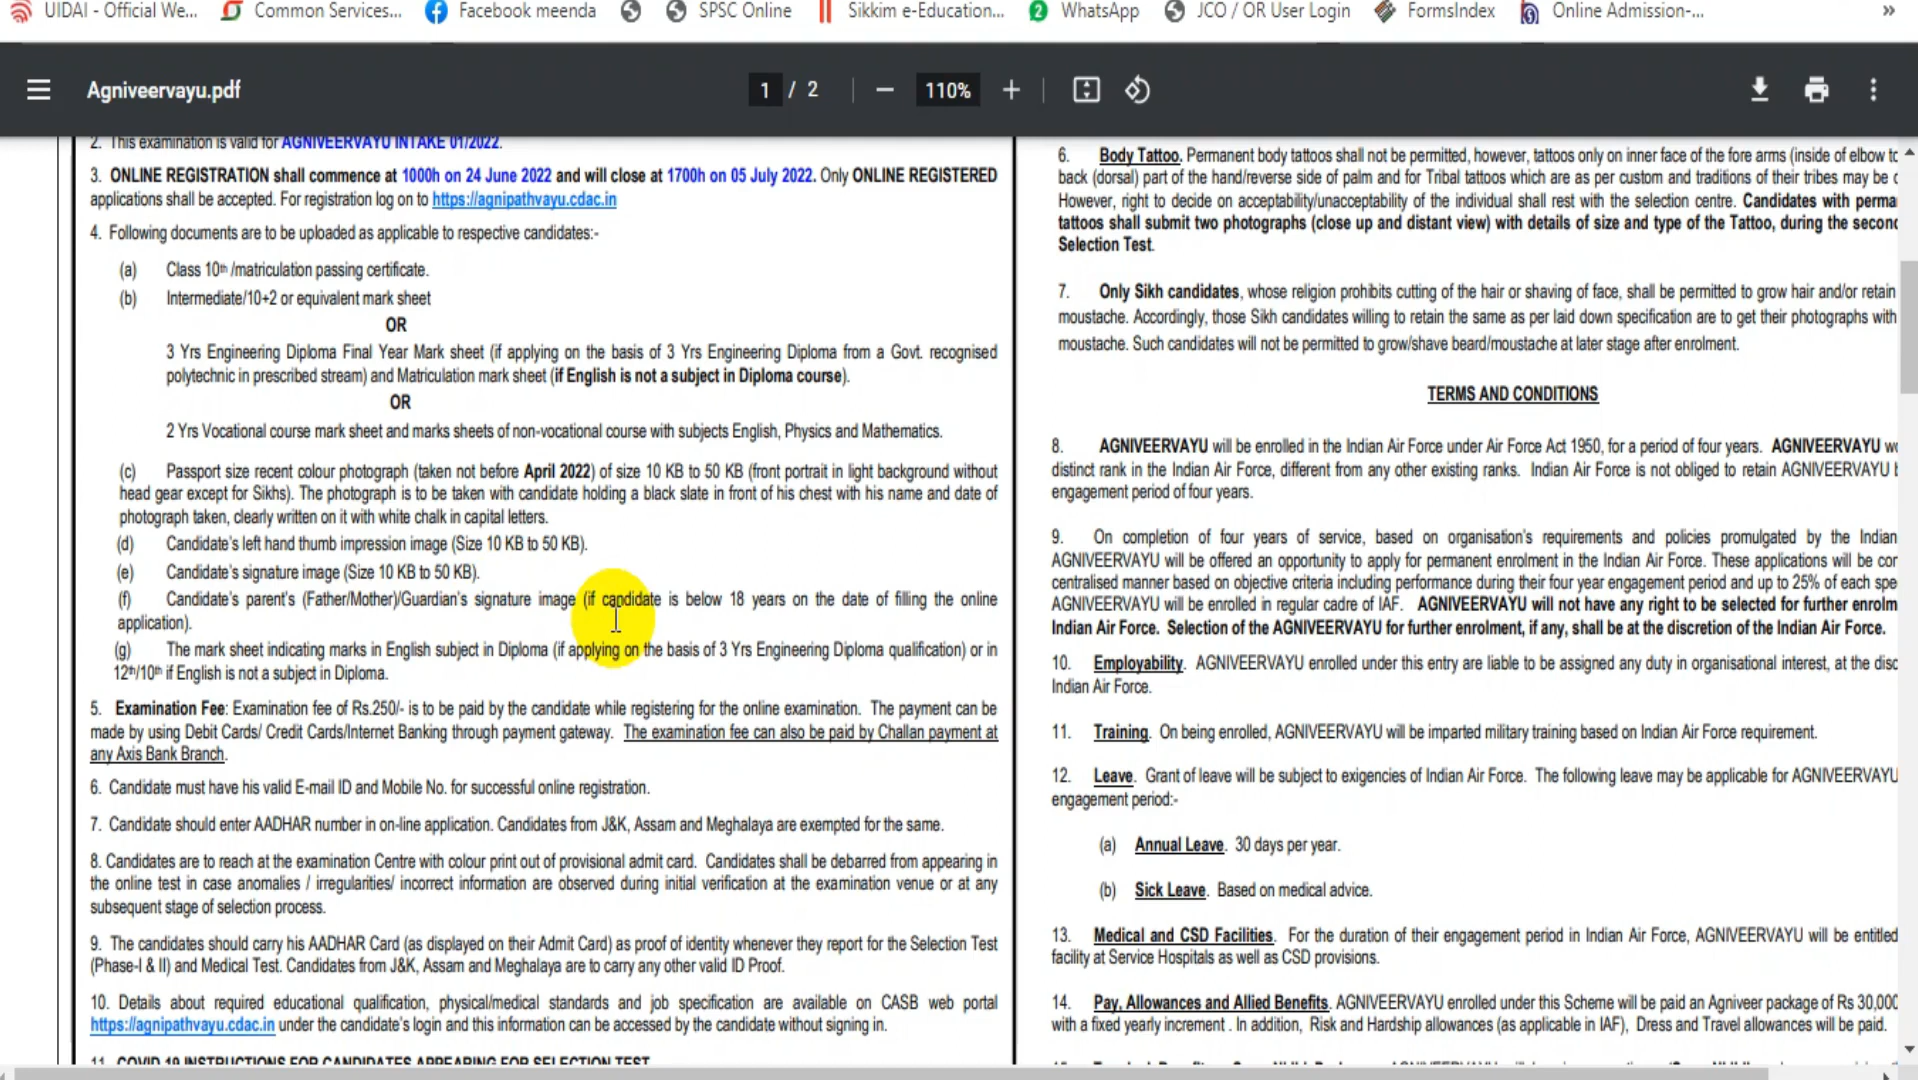 UIDAI - Official We...
Common Services...
Facebook meenda
SPSC Online
Sikkim e-Education...
2
WhatsApp
JCO / OR User Login
FormsIndex
Online Admission-...
»
Agniveervayu.pdf
1 / 2
110%
2. This examination is valid for AGNIVEERVAYU INTAKE 01/2022.
3. ONLINE REGISTRATION shall commence at 1000h on 24 June 2022 and will close at 1700h on 05 July 2022. Only ONLINE REGISTERED
applications shall be accepted. For registration log on to https://agnipathvayu.cdac.in
4. Following documents are to be uploaded as applicable to respective candidates:-
(a) Class 10th /matriculation passing certificate.
(b) Intermediate/10+2 or equivalent mark sheet
OR
3 Yrs Engineering Diploma Final Year Mark sheet (if applying on the basis of 3 Yrs Engineering Diploma from a Govt. recognised
polytechnic in prescribed stream) and Matriculation mark sheet (if English is not a subject in Diploma course).
OR
2 Yrs Vocational course mark sheet and marks sheets of non-vocational course with subjects English, Physics and Mathematics.
(c) Passport size recent colour photograph (taken not before April 2022) of size 10 KB to 50 KB (front portrait in light background without
head gear except for Sikhs). The photograph is to be taken with candidate holding a black slate in front of his chest with his name and date of
photograph taken, clearly written on it with white chalk in capital letters.
(d) Candidate's left hand thumb impression image (Size 10 KB to 50 KB).
(e) Candidate's signature image (Size 10 KB to 50 KB).
(f) Candidate's parent's (Father/Mother)/Guardian's signature image (if candidate is below 18 years on the date of filling the online
application).
(g) The mark sheet indicating marks in English subject in Diploma (if applying on the basis of 3 Yrs Engineering Diploma qualification) or in
12th/10th if English is not a subject in Diploma.
5. Examination Fee: Examination fee of Rs.250/- is to be paid by the candidate while registering for the online examination. The payment can be
made by using Debit Cards/ Credit Cards/Internet Banking through payment gateway. The examination fee can also be paid by Challan payment at
any Axis Bank Branch.
6. Candidate must have his valid E-mail ID and Mobile No. for successful online registration.
7. Candidate should enter AADHAR number in on-line application. Candidates from J&K, Assam and Meghalaya are exempted for the same.
8. Candidates are to reach at the examination Centre with colour print out of provisional admit card. Candidates shall be debarred from appearing in
the online test in case anomalies / irregularities/ incorrect information are observed during initial verification at the examination venue or at any
subsequent stage of selection process.
9. The candidates should carry his AADHAR Card (as displayed on their Admit Card) as proof of identity whenever they report for the Selection Test
(Phase-I & II) and Medical Test. Candidates from J&K, Assam and Meghalaya are to carry any other valid ID Proof.
10. Details about required educational qualification, physical/medical standards and job specification are available on CASB web portal
https://agnipathvayu.cdac.in under the candidate's login and this information can be accessed by the candidate without signing in.
11. COVID-19 INSTRUCTIONS FOR CANDIDATES APPEARING FOR SELECTION TEST
6. Body Tattoo. Permanent body tattoos shall not be permitted, however, tattoos only on inner face of the fore arms (inside of elbow to
back (dorsal) part of the hand/reverse side of palm and for Tribal tattoos which are as per custom and traditions of their tribes may be
However, right to decide on acceptability/unacceptability of the individual shall rest with the selection centre. Candidates with perma
tattoos shall submit two photographs (close up and distant view) with details of size and type of the Tattoo, during the second
Selection Test.
7. Only Sikh candidates, whose religion prohibits cutting of the hair or shaving of face, shall be permitted to grow hair and/or retain
moustache. Accordingly, those Sikh candidates willing to retain the same as per laid down specification are to get their photographs with
moustache. Such candidates will not be permitted to grow/shave beard/moustache at later stage after enrolment.
TERMS AND CONDITIONS
8. AGNIVEERVAYU will be enrolled in the Indian Air Force under Air Force Act 1950, for a period of four years. AGNIVEERVAYU wo
distinct rank in the Indian Air Force, different from any other existing ranks. Indian Air Force is not obliged to retain AGNIVEERVAYU
engagement period of four years.
9. On completion of four years of service, based on organisation's requirements and policies promulgated by the Indian
AGNIVEERVAYU will be offered an opportunity to apply for permanent enrolment in the Indian Air Force. These applications will be con
centralised manner based on objective criteria including performance during their four year engagement period and up to 25% of each spe
AGNIVEERVAYU will be enrolled in regular cadre of IAF. AGNIVEERVAYU will not have any right to be selected for further enrolm
Indian Air Force. Selection of the AGNIVEERVAYU for further enrolment, if any, shall be at the discretion of the Indian Air Force.
10. Employability. AGNIVEERVAYU enrolled under this entry are liable to be assigned any duty in organisational interest, at the disc
Indian Air Force.
11. Training. On being enrolled, AGNIVEERVAYU will be imparted military training based on Indian Air Force requirement.
12. Leave. Grant of leave will be subject to exigencies of Indian Air Force. The following leave may be applicable for AGNIVEERVAYU
engagement period:-
(a) Annual Leave. 30 days per year.
(b) Sick Leave. Based on medical advice.
13. Medical and CSD Facilities. For the duration of their engagement period in Indian Air Force, AGNIVEERVAYU will be entitled
facility at Service Hospitals as well as CSD provisions.
14. Pay, Allowances and Allied Benefits. AGNIVEERVAYU enrolled under this Scheme will be paid an Agniveer package of Rs 30,000
with a fixed yearly increment . In addition, Risk and Hardship allowances (as applicable in IAF), Dress and Travel allowances will be paid.